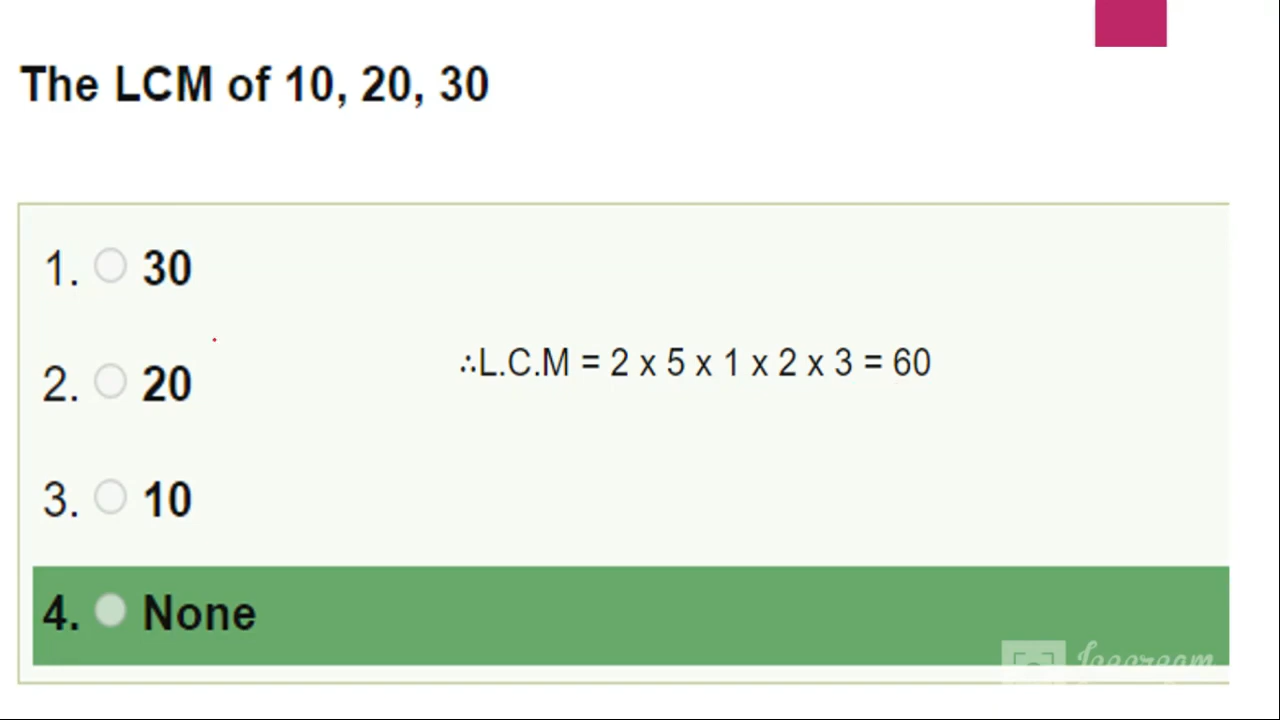 The LCM of 10, 20, 30
1. 30
2. 20
∴L.C.M = 2 x 5 x 1 x 2 x 3 = 60
3. 10
4. None
Icecream